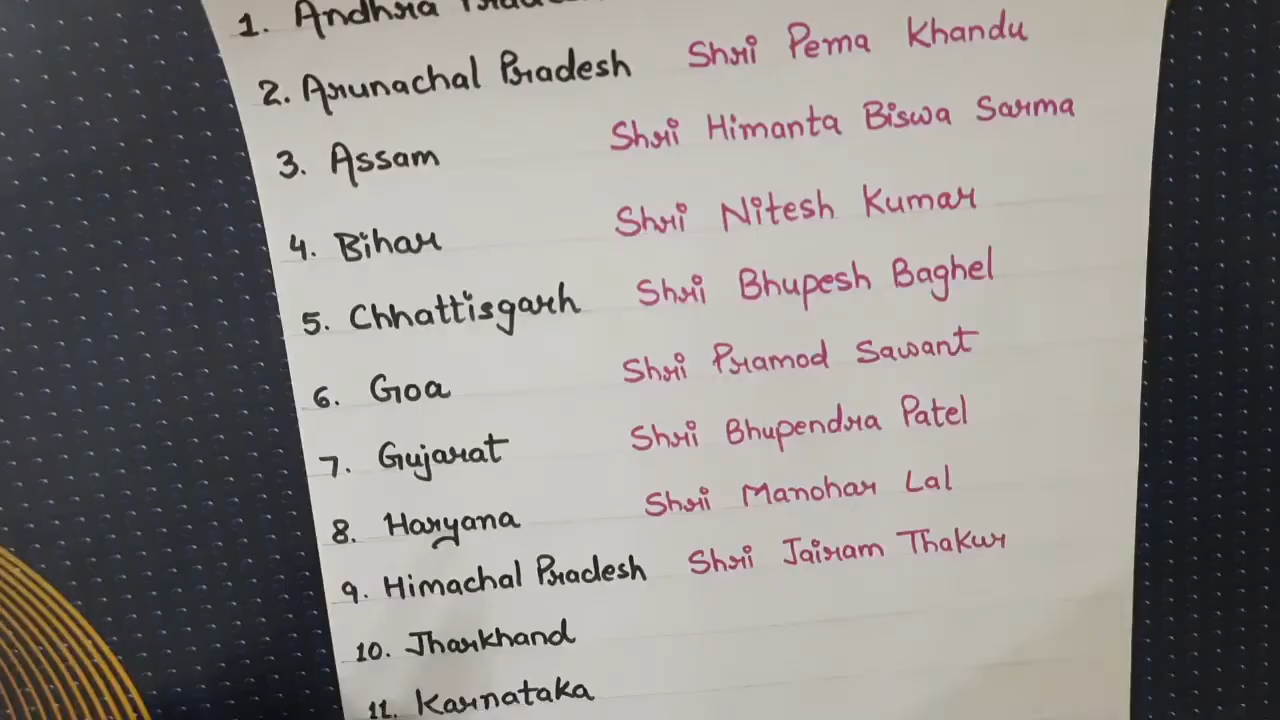 1. Andhra
2. Arunachal Pradesh Shri Pema Khandu
3. Assam Shri Himanta Biswa Sarma
4. Bihar Shri Nitesh Kumar
5. Chhattisgarh Shri Bhupesh Baghel
6. Goa Shri Pramod Sawant
7. Gujarat Shri Bhupendra Patel
8. Haryana Shri Manohar Lal
9. Himachal Pradesh Shri Jairam Thakur
10. Jharkhand
11. Karnataka